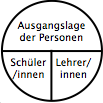 Ausgangslage
der Personen
Schüler
/innen
Lehrer/
innen